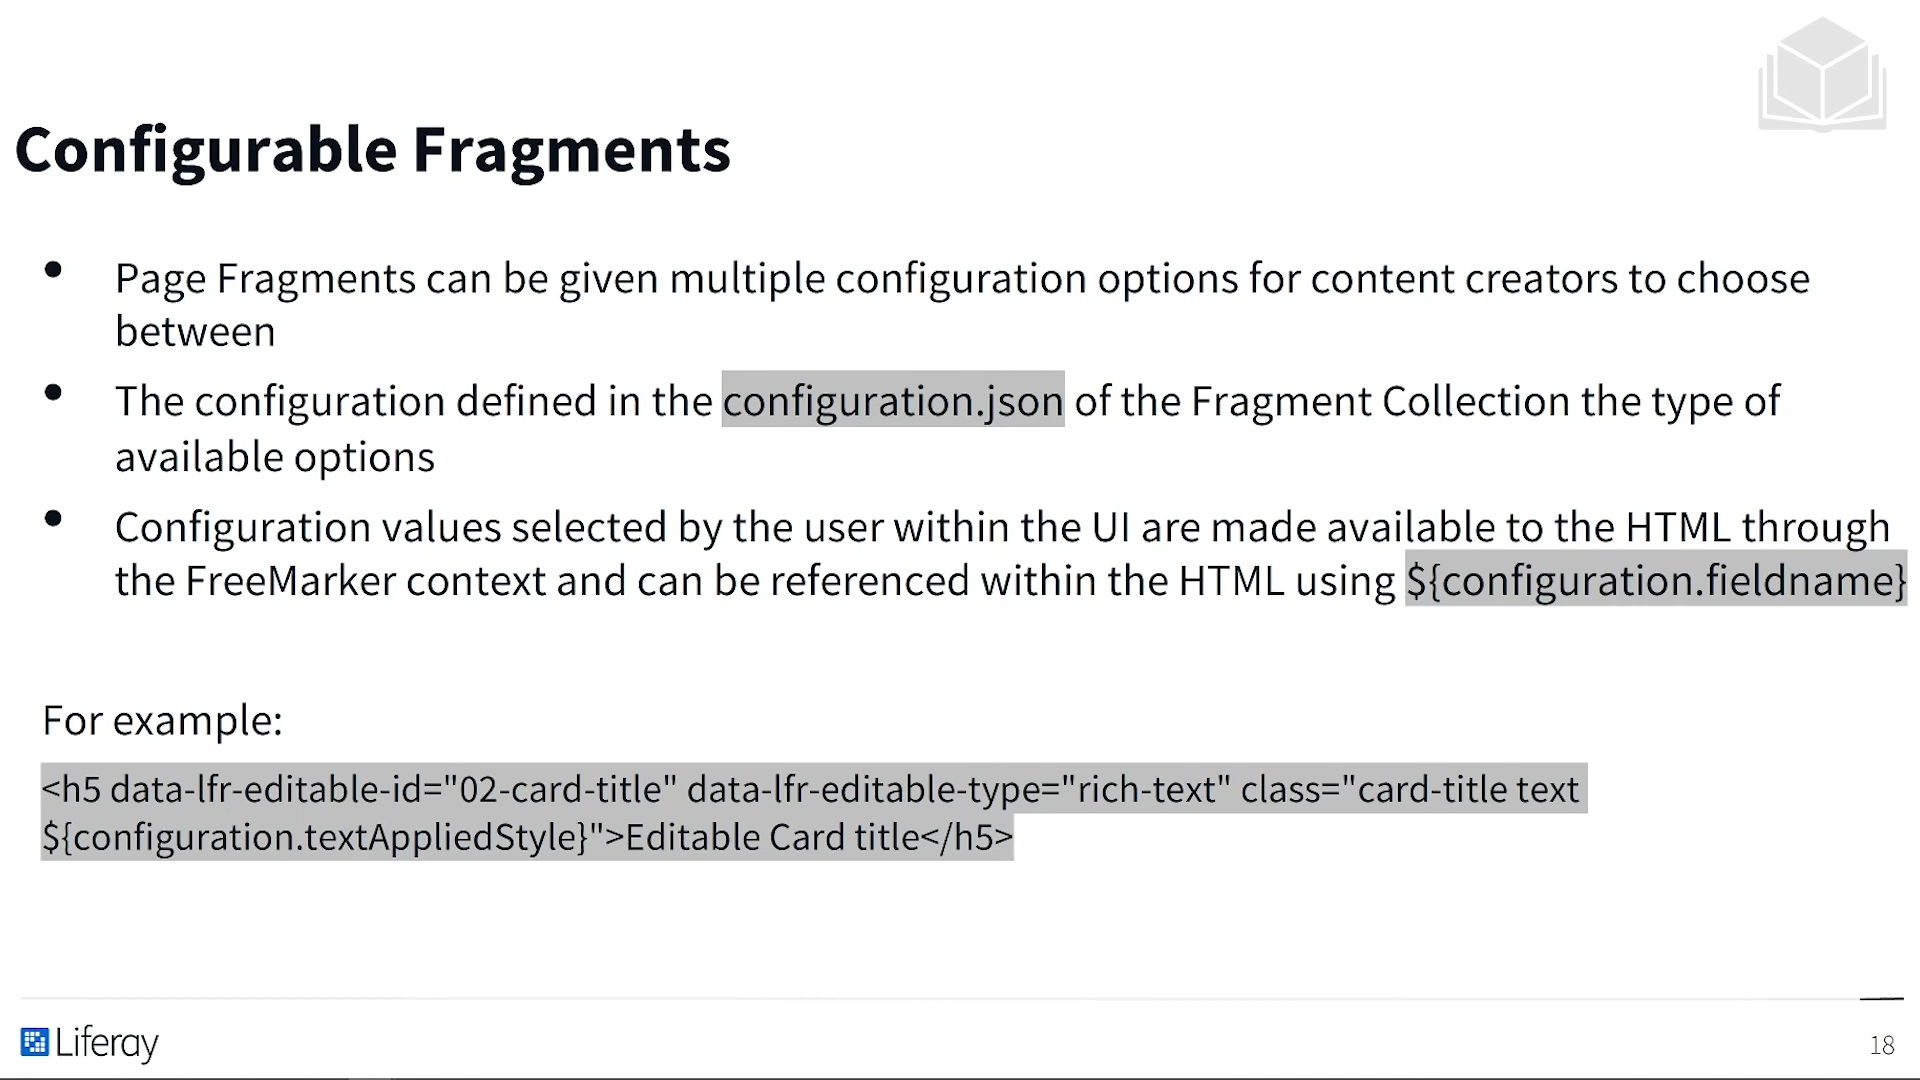 Configurable Fragments
• Page Fragments can be given multiple configuration options for content creators to choose
between
• The configuration defined in the configuration.json of the Fragment Collection the type of
available options
• Configuration values selected by the user within the UI are made available to the HTML through
the FreeMarker context and can be referenced within the HTML using ${configuration.fieldname}
For example:
<h5 data-lfr-editable-id="02-card-title" data-lfr-editable-type="rich-text" class="card-title text
${configuration.textAppliedStyle}">Editable Card title</h5>
Liferay
18